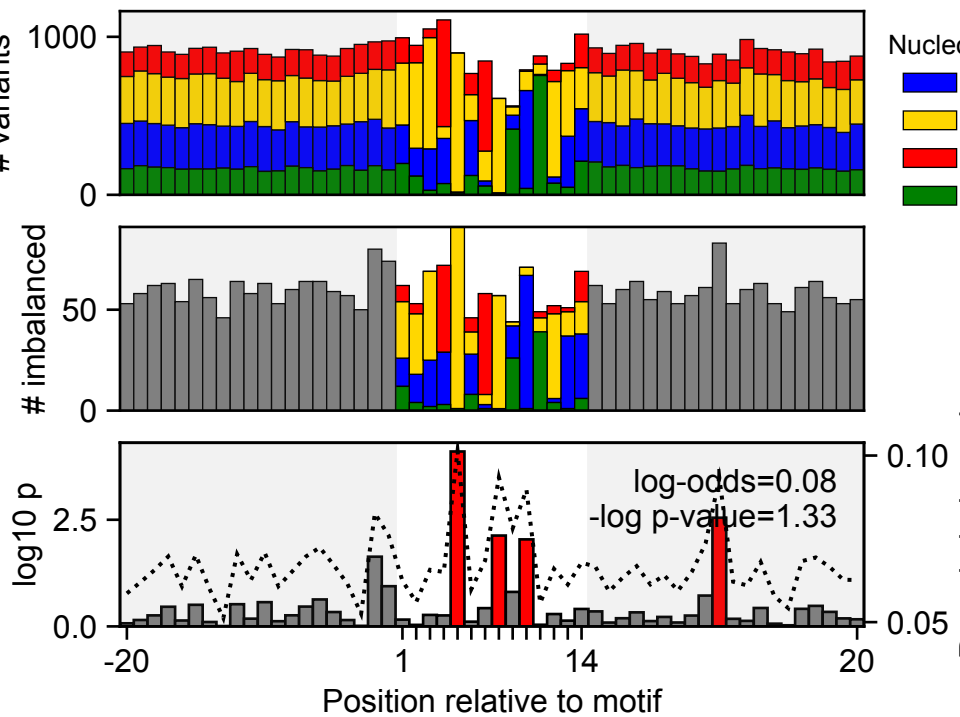 1000
0
# variants
Nucleo
50
0
# imbalanced
log-odds=0.08
-log p-value=1.33
2.5
0.0
log10 p
0.10
0.05
-20
1
14
20
Position relative to motif